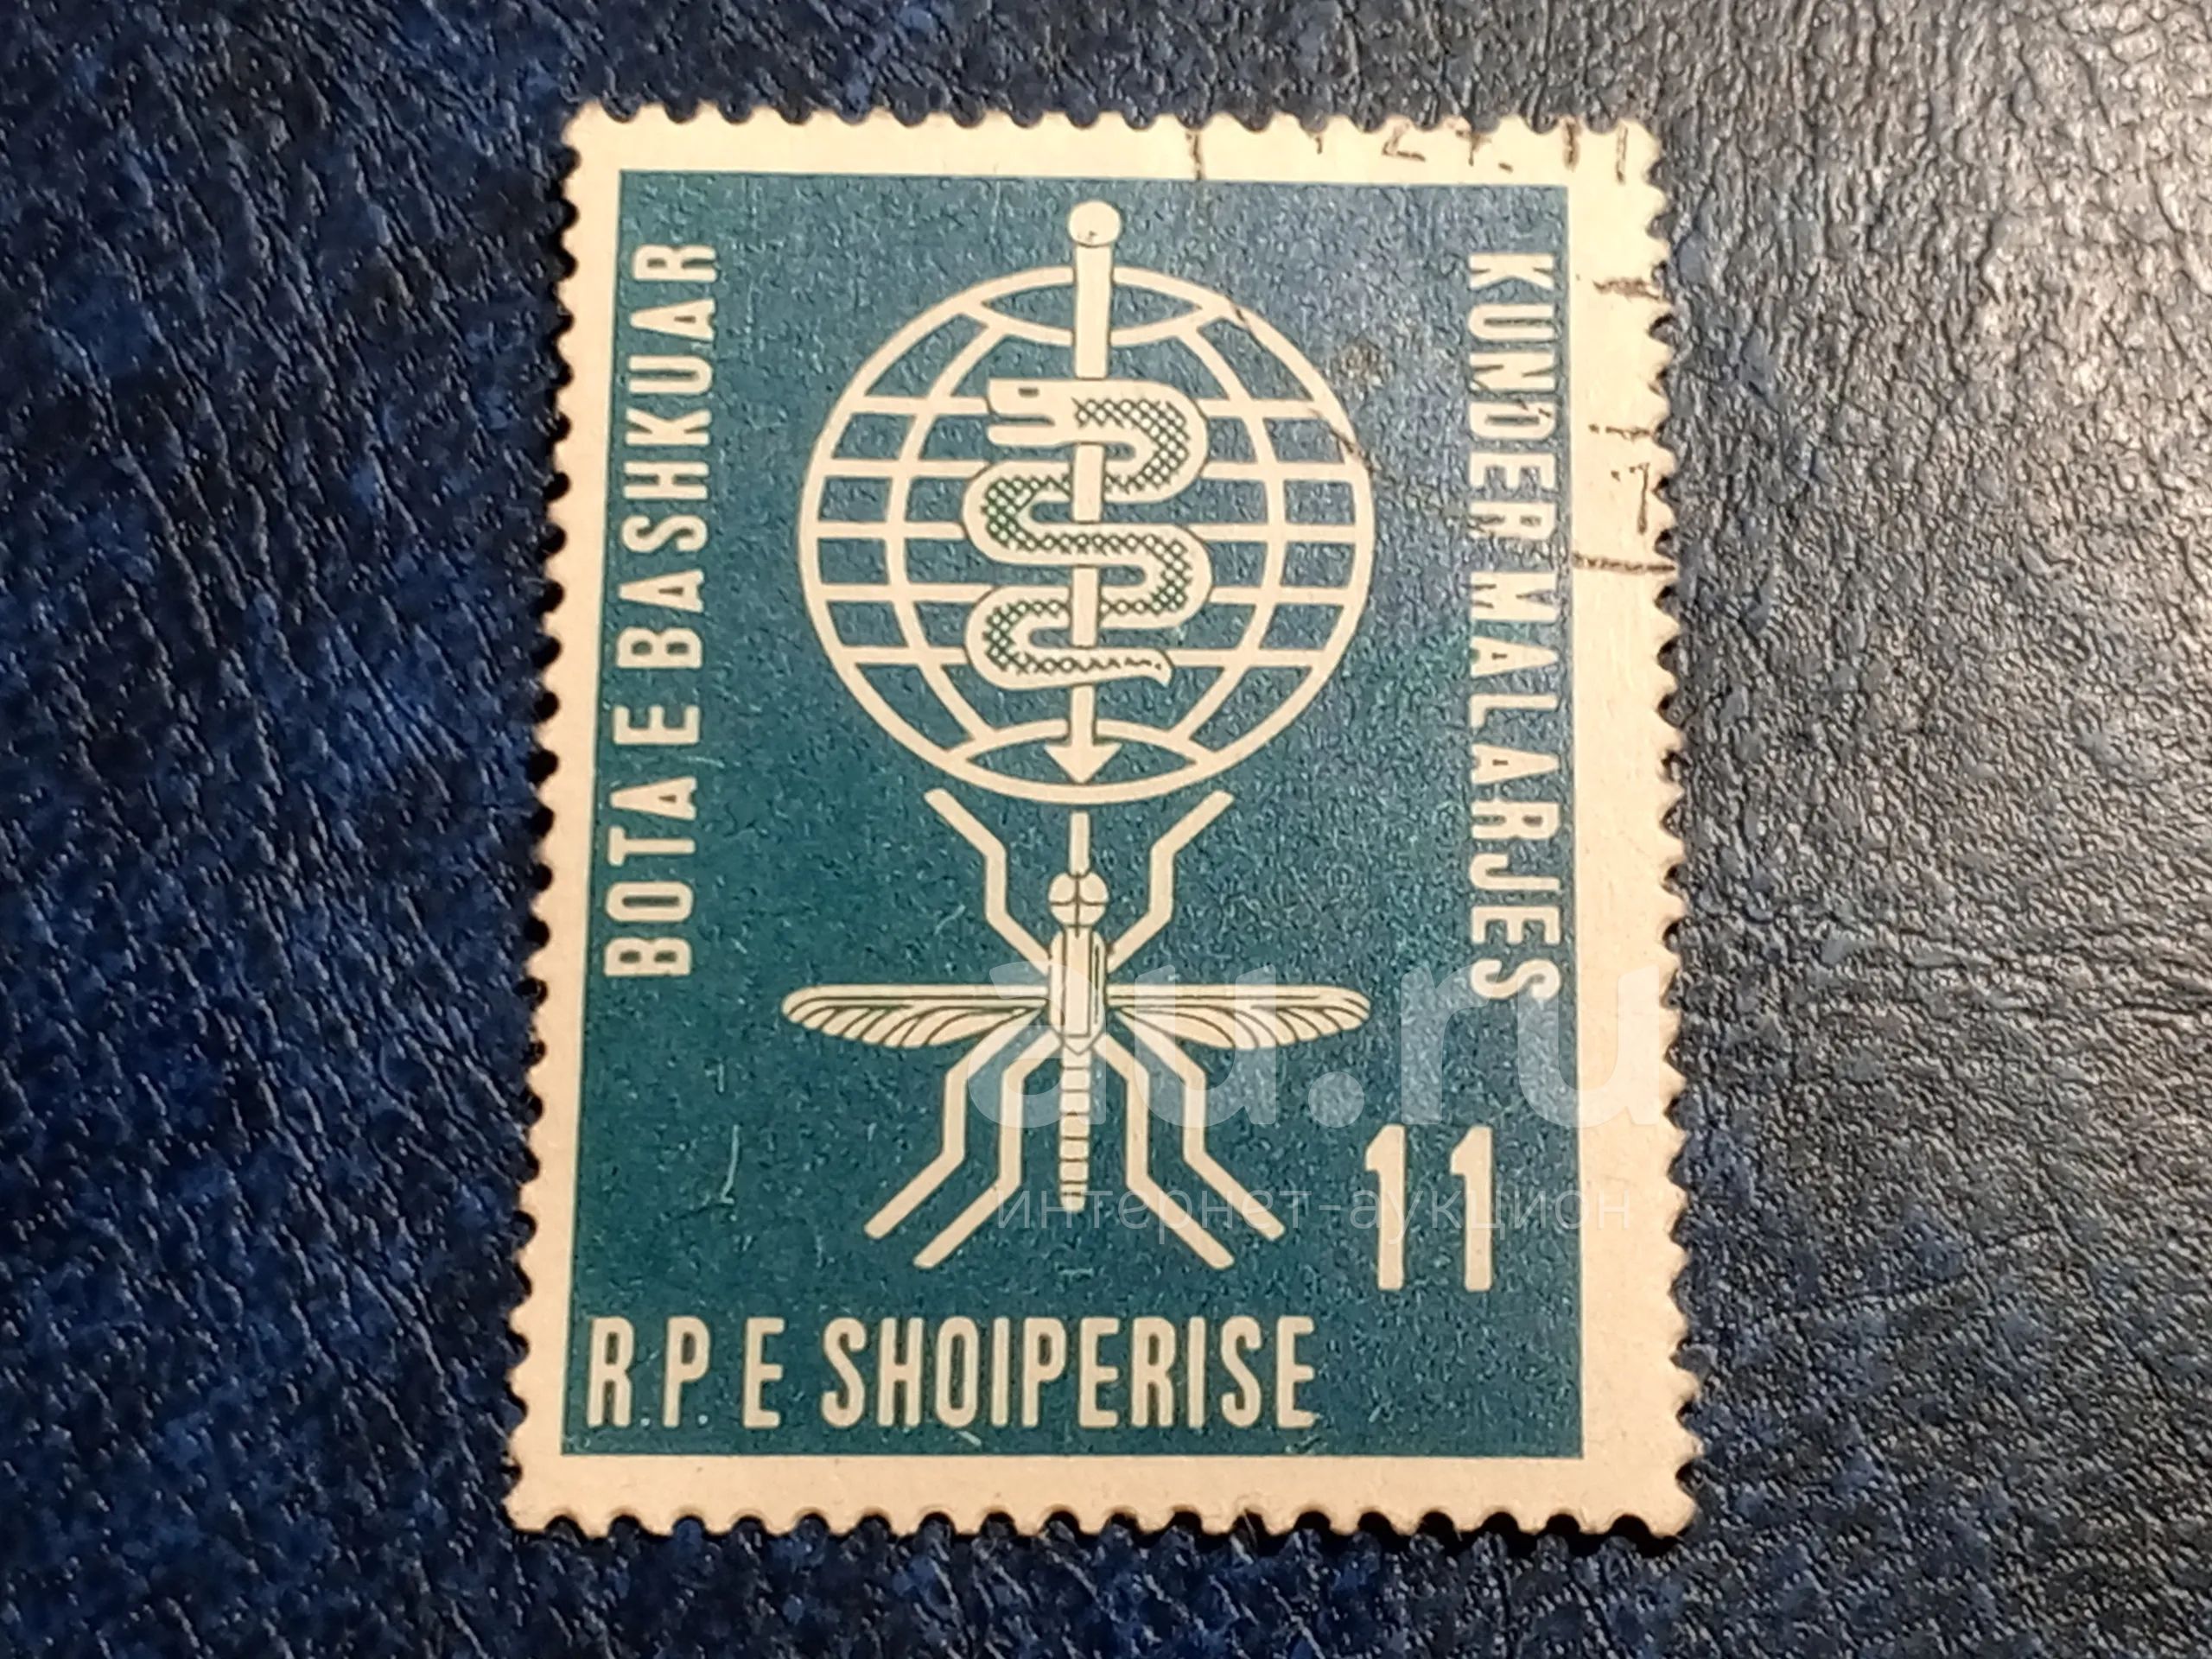 BOTA E BASHKUAR
KUNDER MALARJES
11
R.P. E SHQIPERISE
au.ru
интернет-аукцион